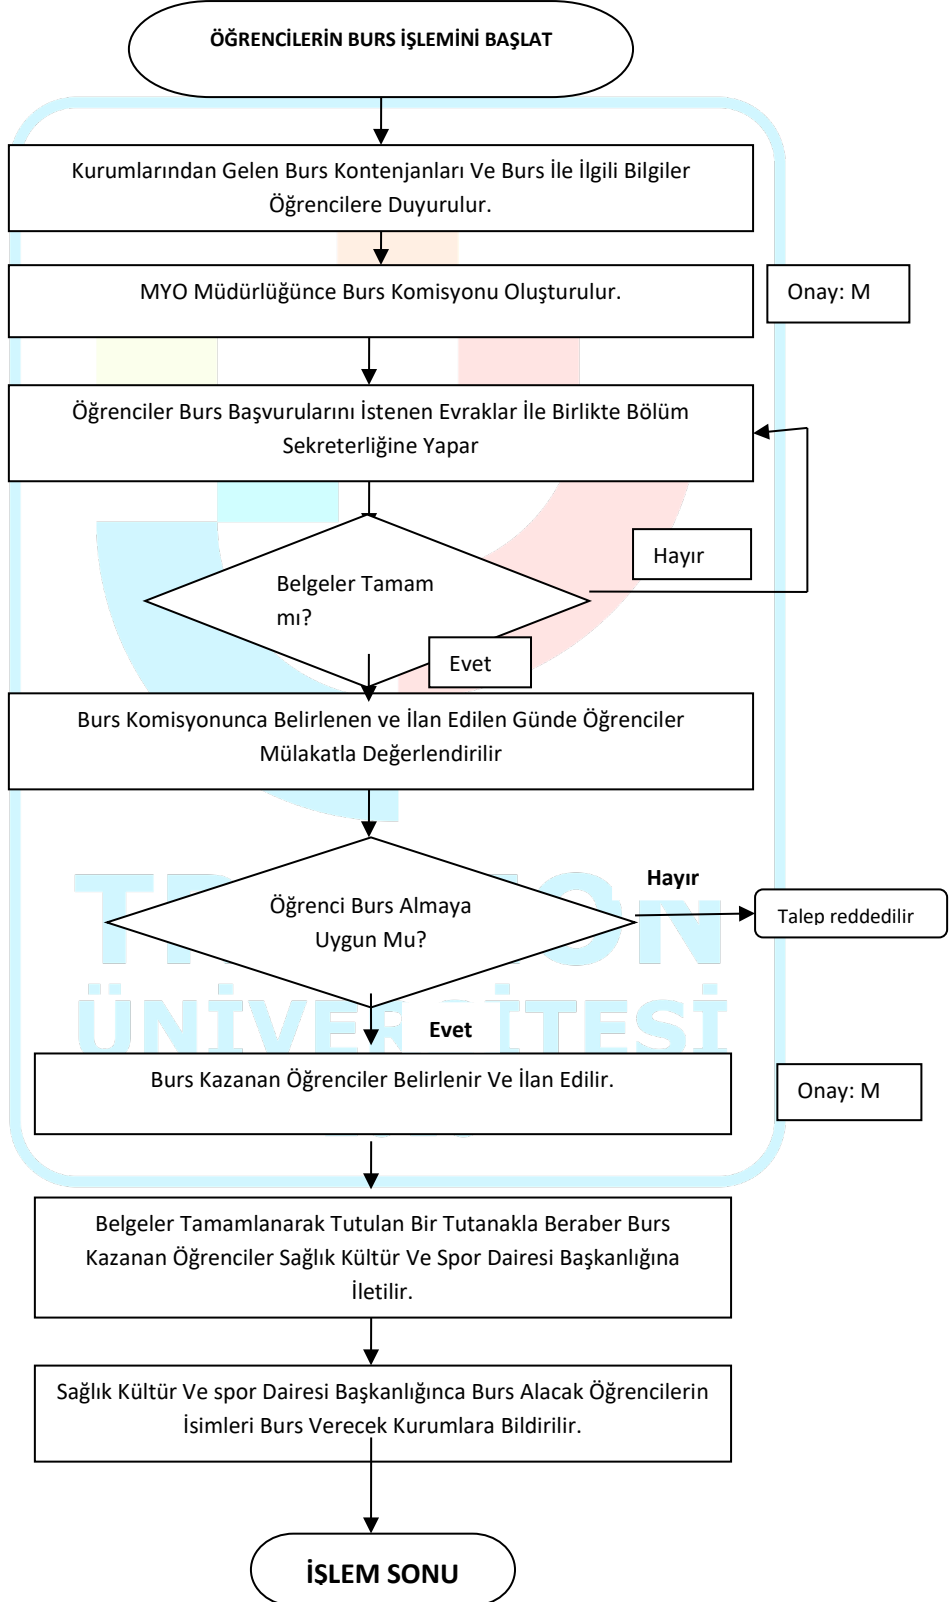 ÖĞRENCİLERİN BURS İŞLEMİNİ BAŞLAT
Kurumlarından Gelen Burs Kontenjanları Ve Burs İle İlgili Bilgiler
Öğrencilere Duyurulur.
MYO Müdürlüğünce Burs Komisyonu Oluşturulur.
Onay: M
Öğrenciler Burs Başvurularını İstenen Evraklar İle Birlikte Bölüm
Sekreterliğine Yapar
Hayır
Belgeler Tamam
mı?
Evet
Burs Komisyonunca Belirlenen ve İlan Edilen Günde Öğrenciler
Mülakatla Değerlendirilir
Öğrenci Burs Almaya
Uygun Mu?
Hayır
Talep reddedilir
ÜNİVERSİTESİ
Evet
Burs Kazanan Öğrenciler Belirlenir Ve İlan Edilir.
Onay: M
Belgeler Tamamlanarak Tutulan Bir Tutanakla Beraber Burs
Kazanan Öğrenciler Sağlık Kültür Ve Spor Dairesi Başkanlığına
İletilir.
Sağlık Kültür Ve spor Dairesi Başkanlığınca Burs Alacak Öğrencilerin
İsimleri Burs Verecek Kurumlara Bildirilir.
İŞLEM SONU